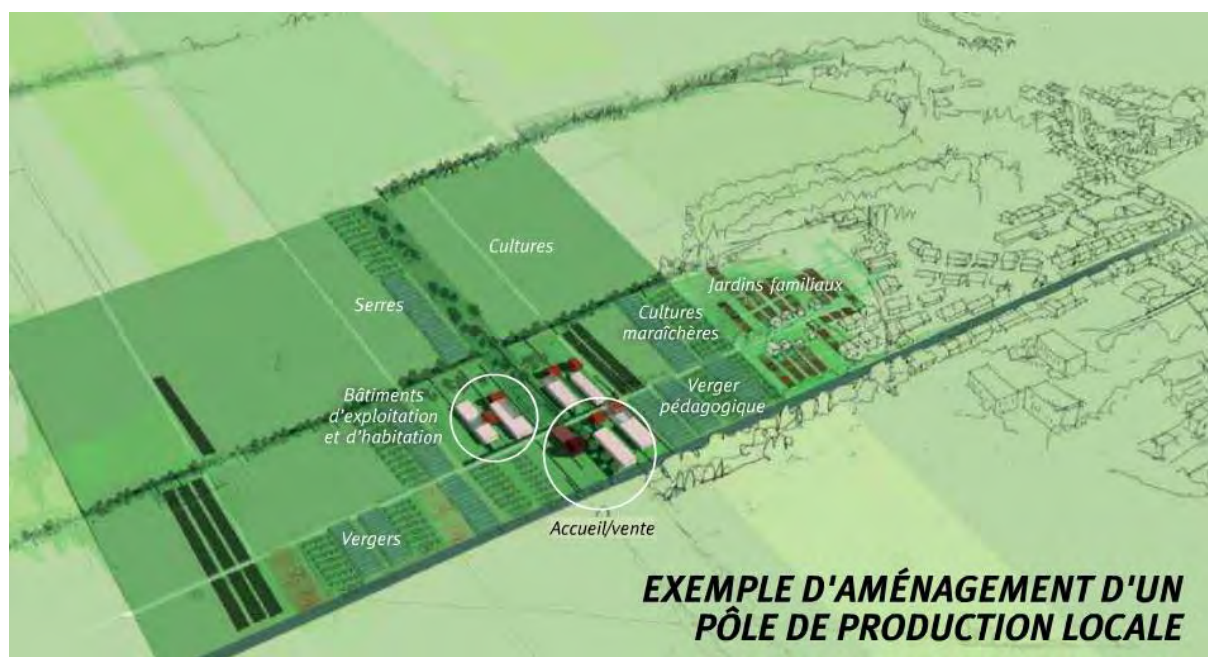 Cultures
Serres
Jardins familiaux
Cultures
maraîchères
Bâtiments
d'exploitation
et d'habitation
Verger
pédagogique
Vergers
Accueil/vente
EXEMPLE D'AMÉNAGEMENT D'UN
PÔLE DE PRODUCTION LOCALE